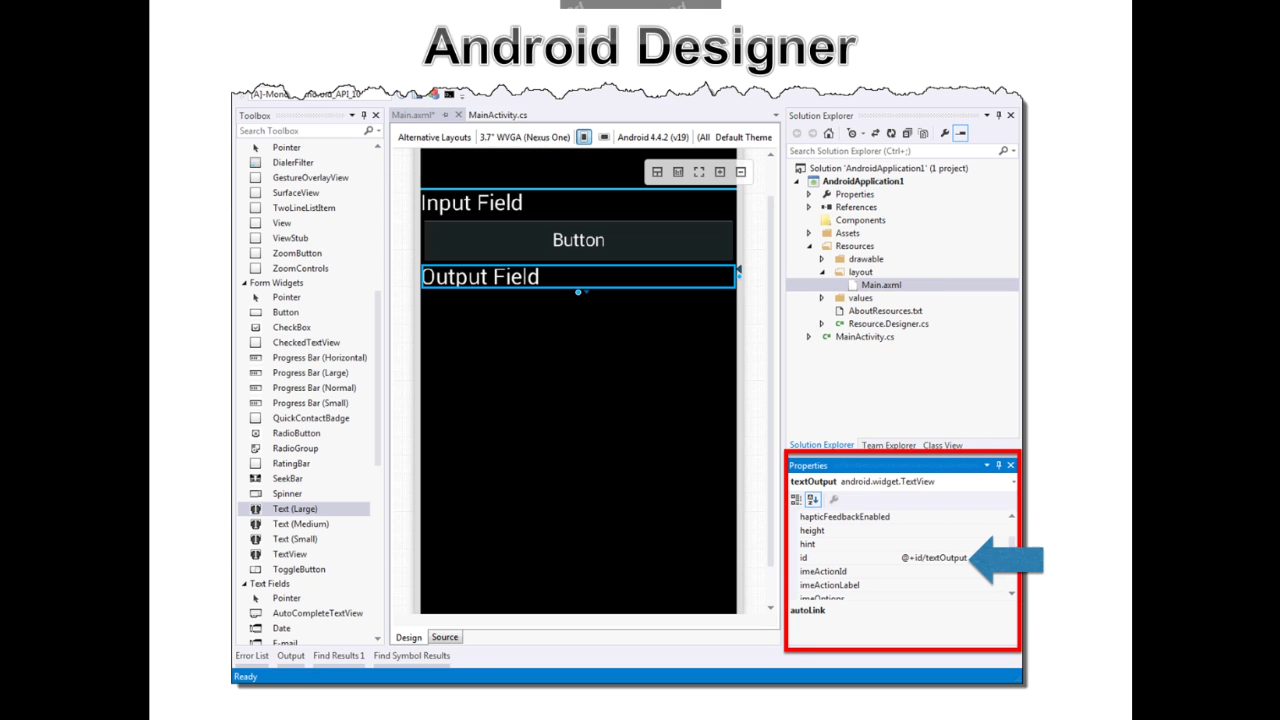 Android Designer
Toolbox
Search Toolbox
Pointer
DialerFilter
GestureOverlayView
SurfaceView
TwoLineListItem
View
ViewStub
ZoomButton
ZoomControls
Form Widgets
Pointer
Button
CheckBox
CheckedTextView
Progress Bar (Horizontal)
Progress Bar (Large)
Progress Bar (Normal)
Progress Bar (Small)
QuickContactBadge
RadioButton
RadioGroup
RatingBar
SeekBar
Spinner
Text (Large)
Text (Medium)
Text (Small)
TextView
ToggleButton
Text Fields
Pointer
AutoCompleteTextView
Date
Main.axml* MainActivity.cs
Alternative Layouts 3.7" WVGA (Nexus One) Android 4.4.2 (v19) (All Default Theme
Input Field
Button
Output Field
Design Source
Solution Explorer
Search Solution Explorer (Ctrl+;)
Solution 'AndroidApplication1' (1 project)
AndroidApplication1
Properties
References
Components
Assets
Resources
drawable
layout
Main.axml
values
AboutResources.txt
Resource.Designer.cs
MainActivity.cs
Solution Explorer Team Explorer Class View
Properties
textOutput android.widget.TextView
hapticFeedbackEnabled
height
hint
id @+id/textOutput
imeActionId
imeActionLabel
imeOptions
autoLink
Error List Output Find Results 1 Find Symbol Results
Ready